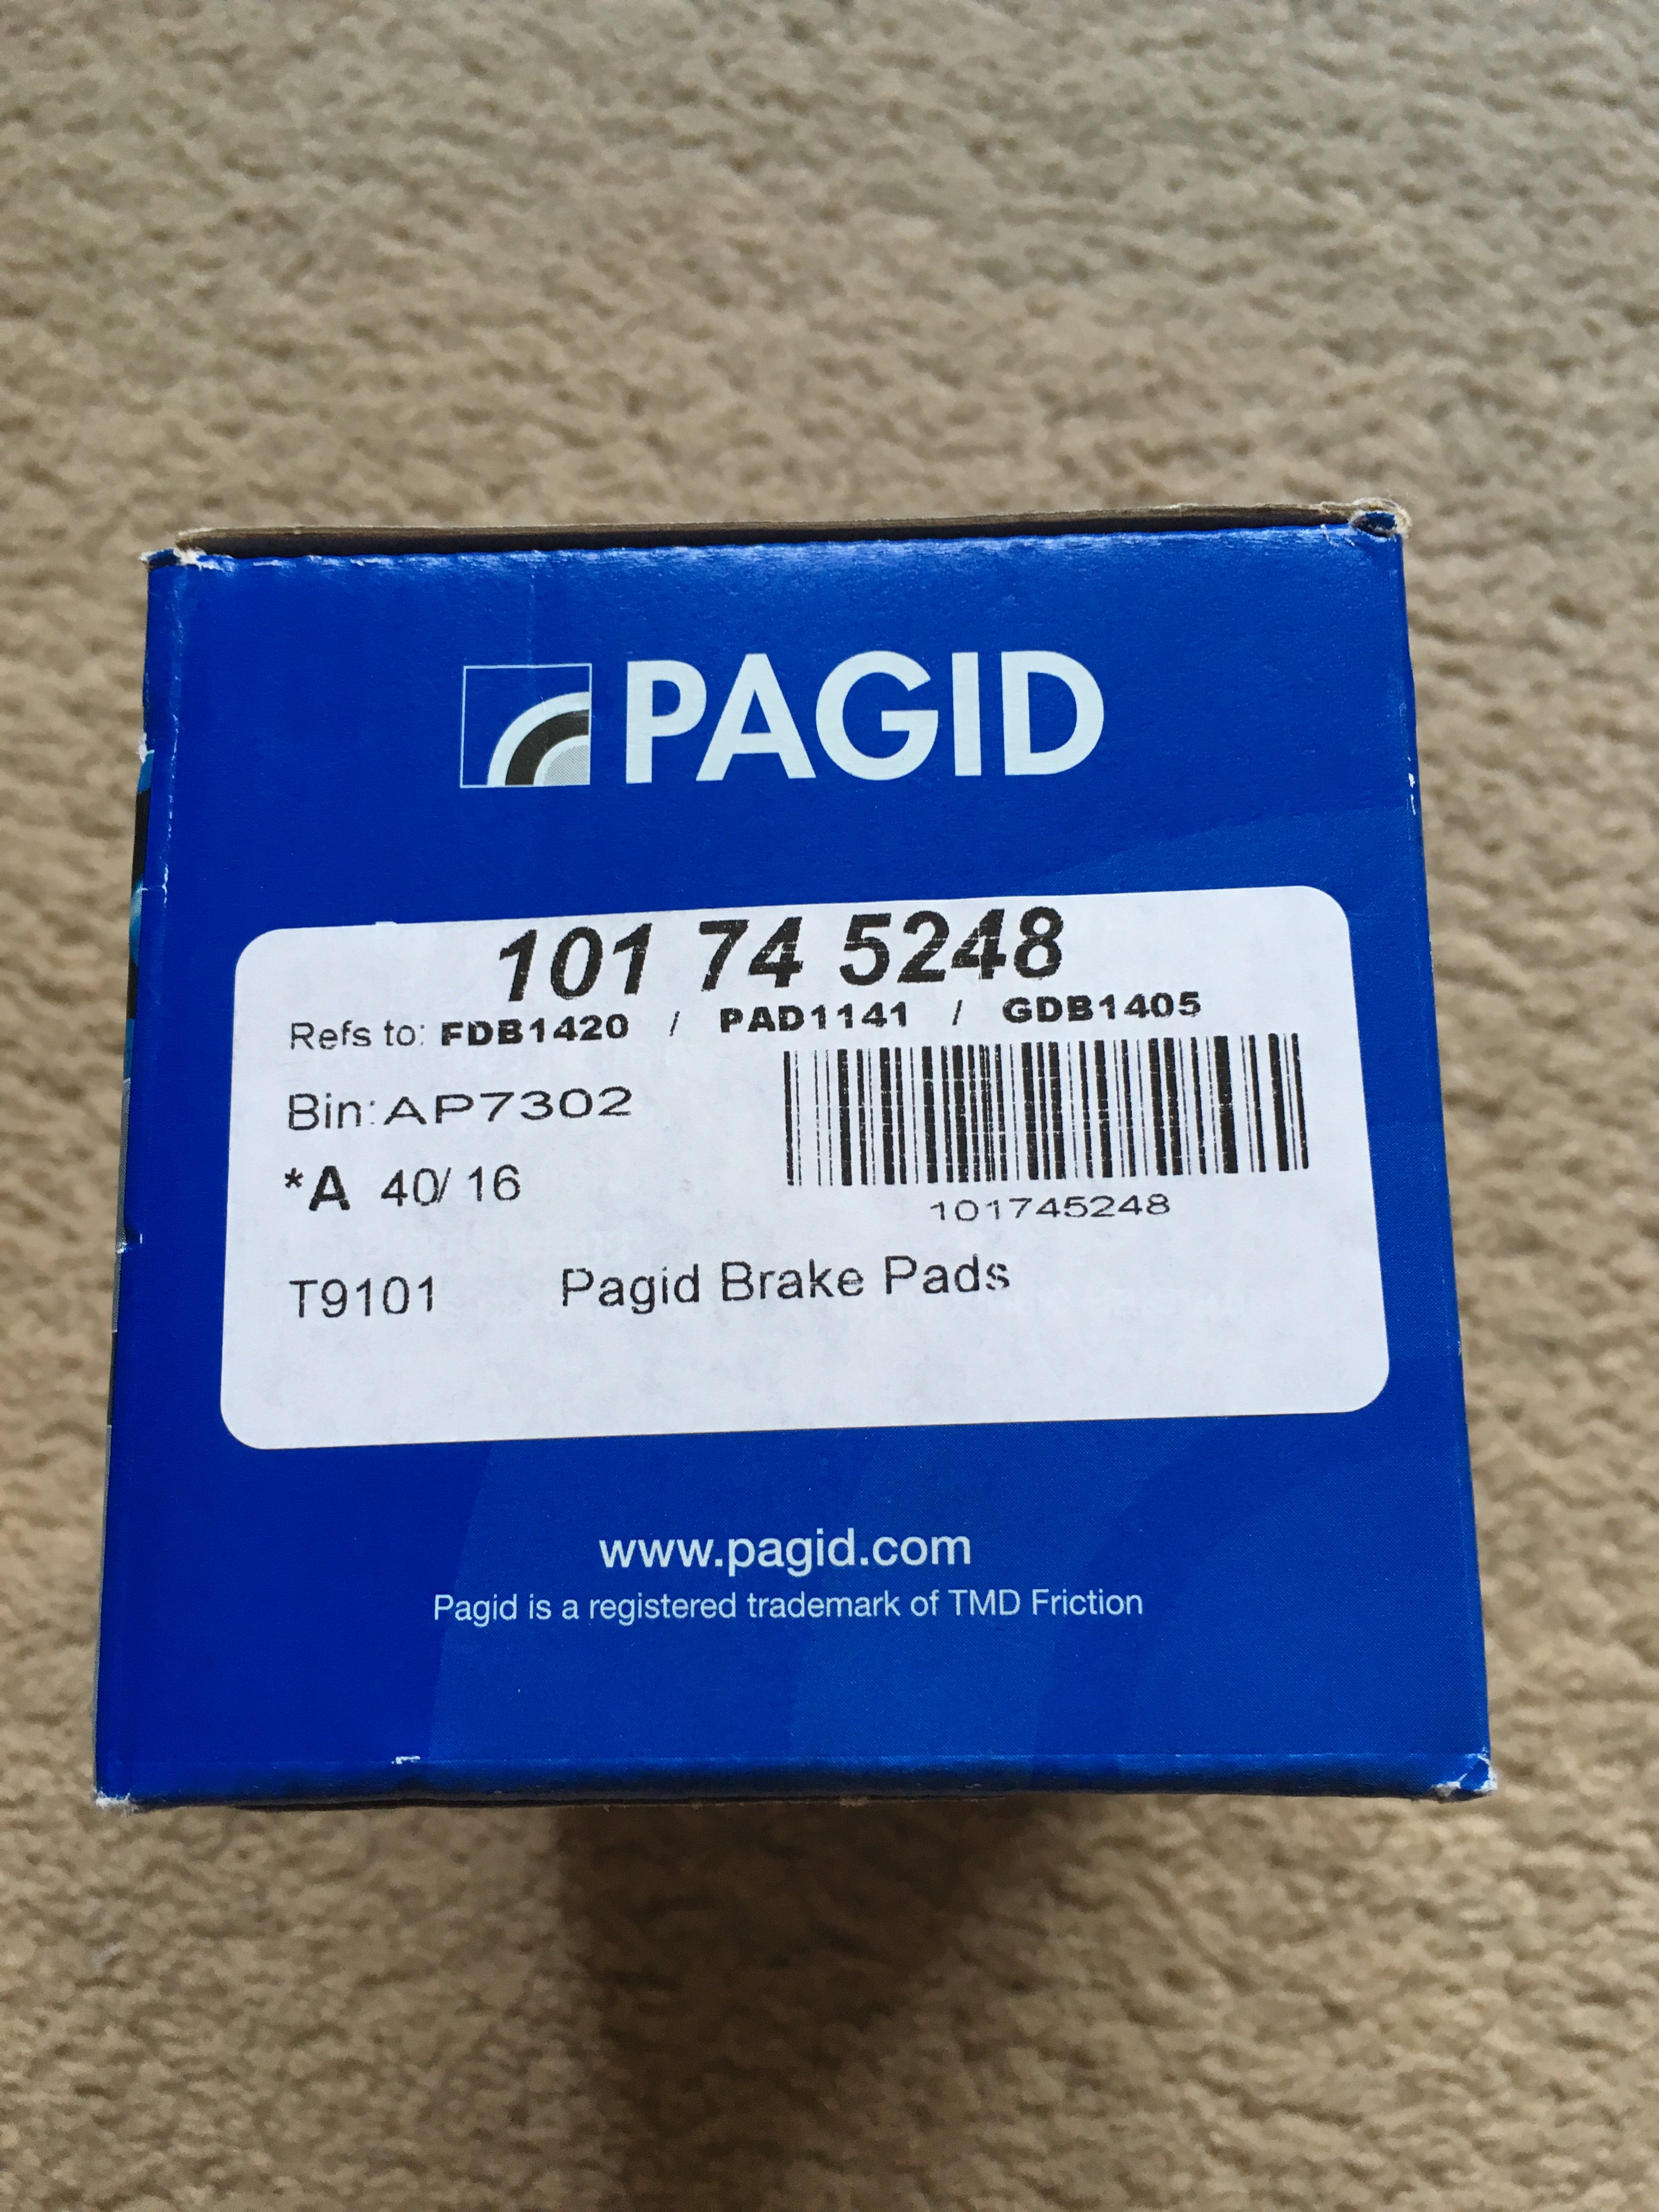 PAGID
101 74 5248
Refs to: FDB1420 / PAD1141 / GDB1405
Bin:AP7302
*A 40/16
101745248
T9101 Pagid Brake Pads
www.pagid.com
Pagid is a registered trademark of TMD Friction